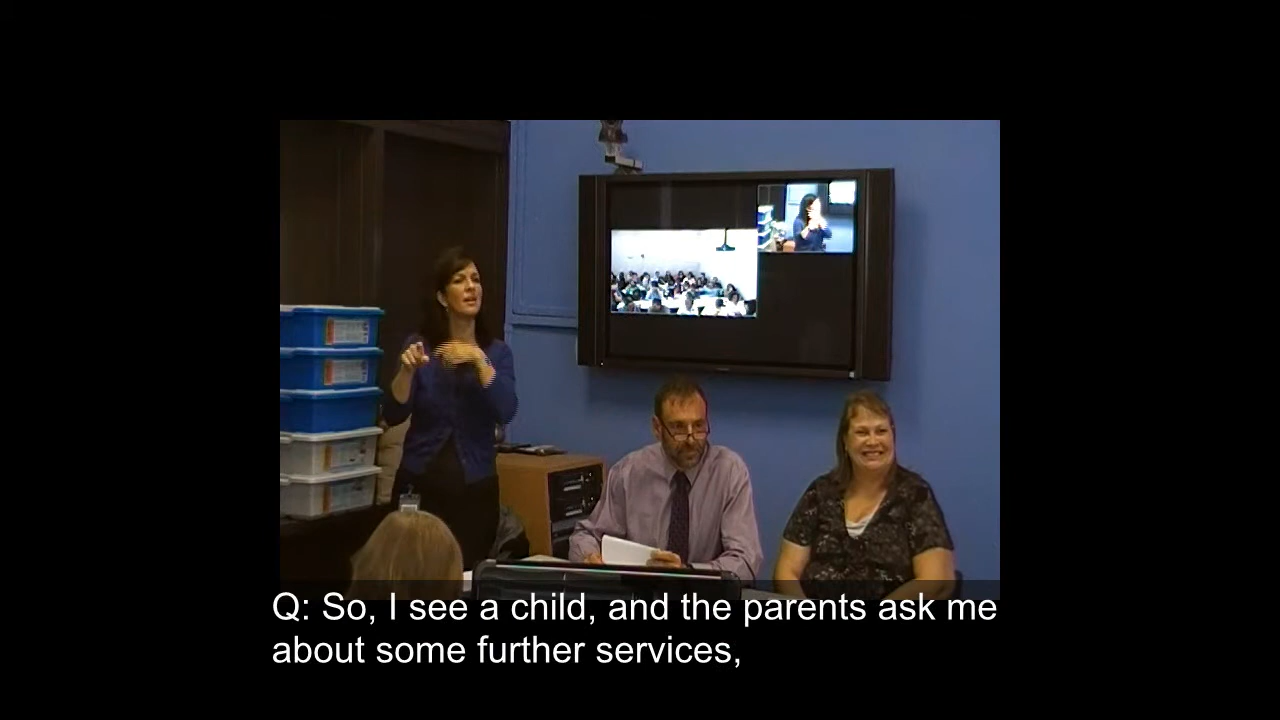 Q: So, I see a child, and the parents ask me
about some further services,